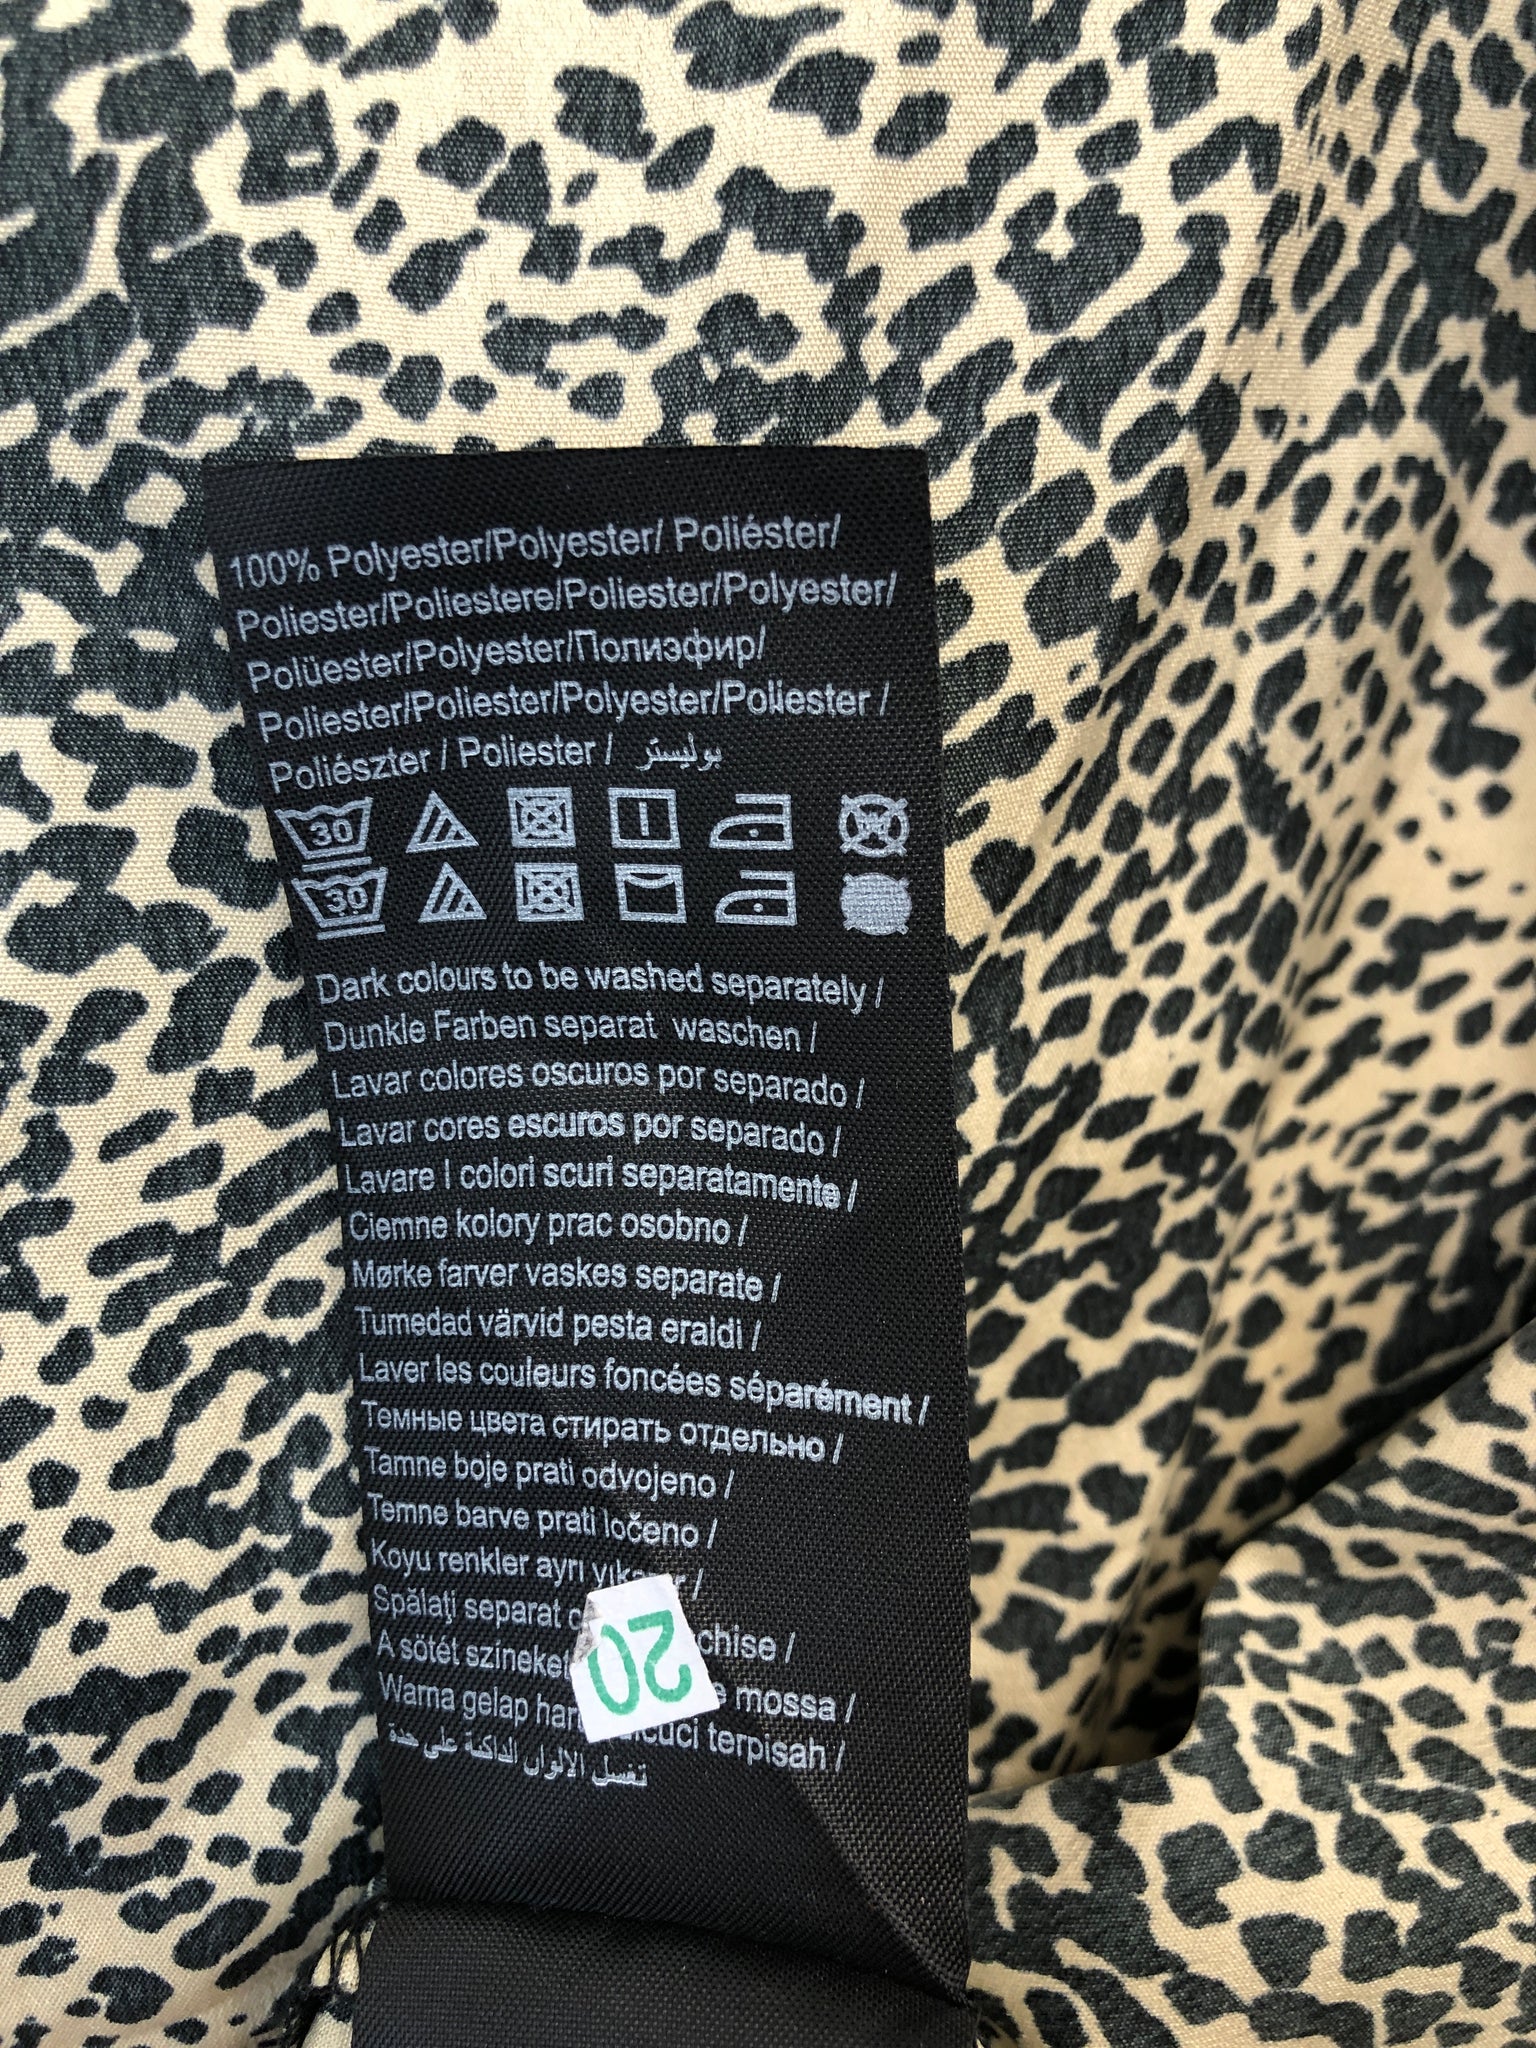 100% Polyester/Polyester/ Poliéster/
Poliester/Poliestere/Poliester/Polyester/
Polüester/Polyester/Полиэфир/
Poliester/Poliester/Polyester/Poliester /
Poliészter / Poliester / بوليستر
30
30
Dark colours to be washed separately /
Dunkle Farben separat waschen /
Lavar colores oscuros por separado /
Lavar cores escuros por separado /
Lavare I colori scuri separatamente /
Ciemne kolory prac osobno /
Mørke farver vaskes separate /
Tumedad värvid pesta eraldi /
Laver les couleurs foncées séparément /
Темные цвета стирать отдельно /
Tamne boje prati odvojeno /
Temne barve prati ločeno /
Koyu renkler ayrı /
Spălaţi separat /
A sötét színeket mossa /
Warna gelap terpisah /
تغسل الالوان الداكنة على حدة
20